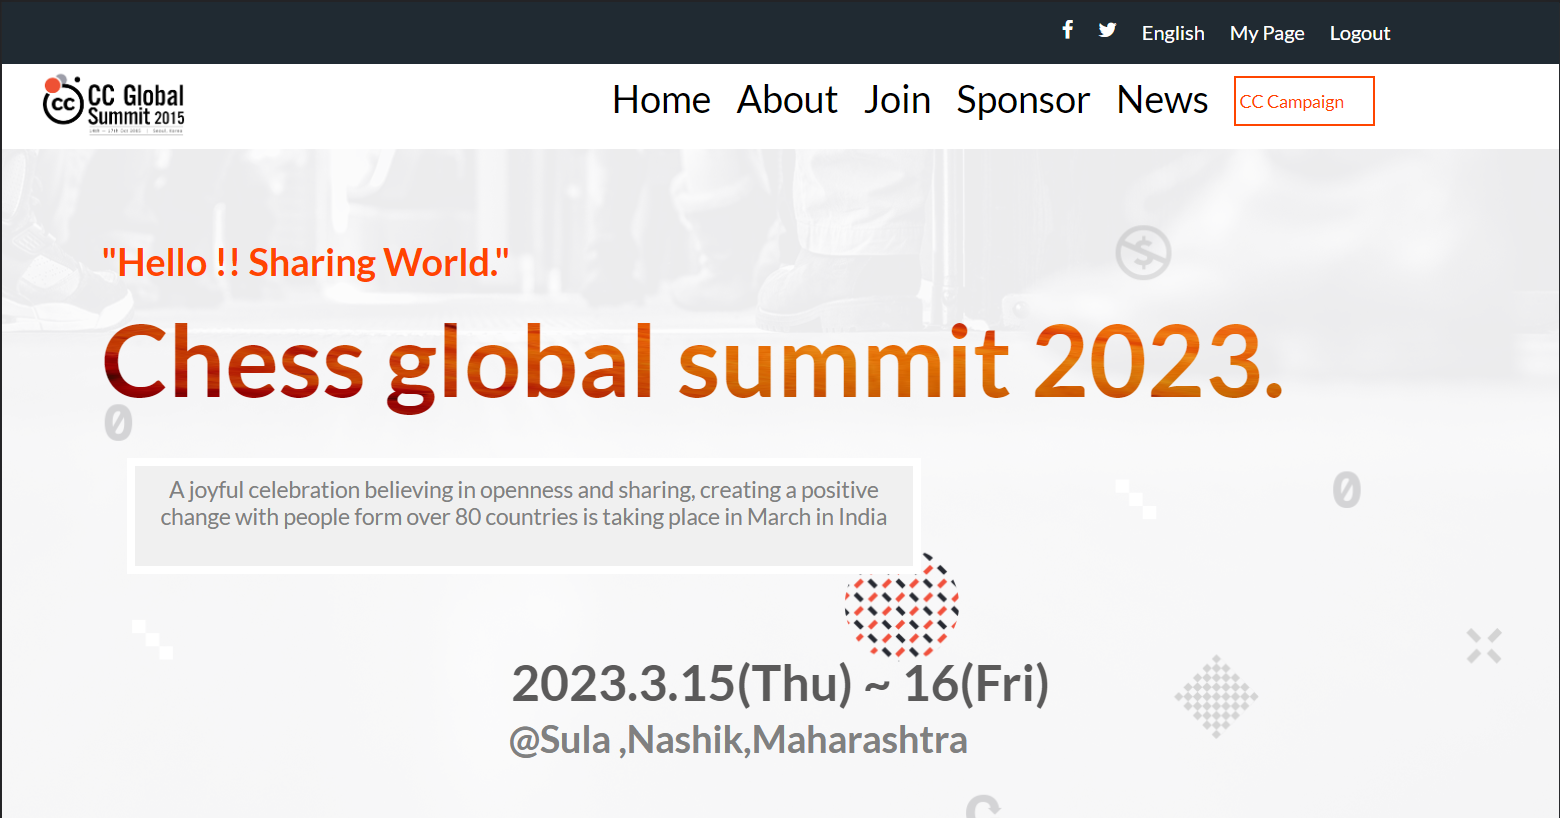 English My Page Logout
CC Global
Summit 2015
cc
Home About Join Sponsor News CC Campaign
"Hello !! Sharing World."
Chess global summit 2023.
A joyful celebration believing in openness and sharing, creating a positive
change with people form over 80 countries is taking place in March in India
2023.3.15(Thu) ~ 16(Fri)
@Sula ,Nashik,Maharashtra